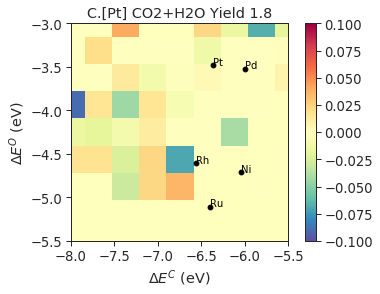 C.[Pt] CO2+H2O Yield 1.8
ΔE^O (eV)
−3.0
−3.5
−4.0
−4.5
−5.0
−5.5
Pt
Pd
Rh
Ni
Ru
−8.0 −7.5 −7.0 −6.5 −6.0 −5.5
ΔE^C (eV)
0.100
0.075
0.050
0.025
0.000
−0.025
−0.050
−0.075
−0.100